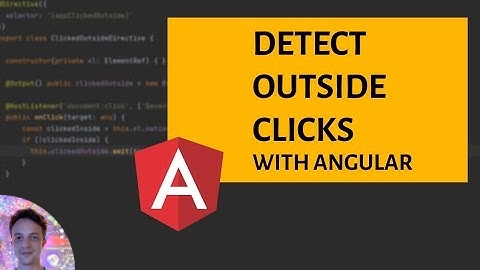 Directive({
selector: '[appClickedOutside]'
export class ClickedOutsideDirective {
constructor(private el: ElementRef) { }
@Output() public clickedOutside = new
@HostListener('document:click', ['$event
public onClick(target: any) {
const clickedInside = this.el.nati
if (!clickedInside) {
this.clickedOutside.emit(
DETECT
OUTSIDE
CLICKS
WITH ANGULAR
A